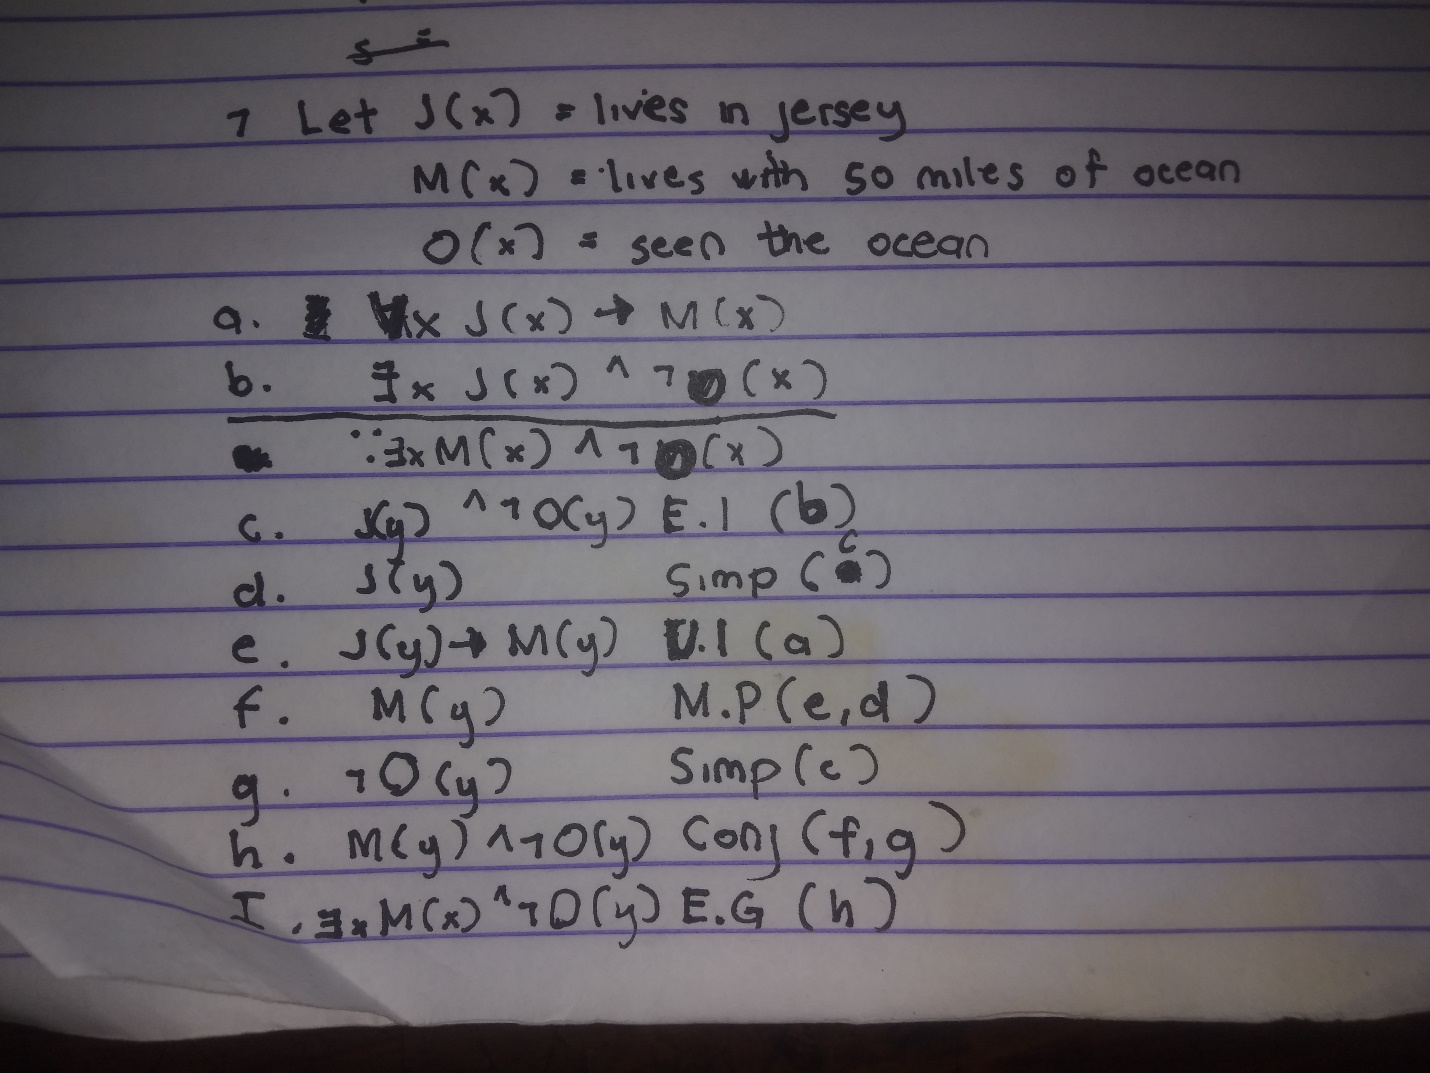 7 Let J(x) = lives in jersey
M(x) = lives with 50 miles of ocean
O(x) = seen the ocean
a. ∀x J(x) → M(x)
b. ∃x J(x) ^ ¬O(x)
∴ ∃x M(x) ^ ¬O(x)
c. J(y) ^ ¬O(y) E.I (b)
d. J(y) Simp (c)
e. J(y) → M(y) U.I (a)
f. M(y) M.P(e,d)
g. ¬O(y) Simp(c)
h. M(y) ^ ¬O(y) Conj (f,g)
I. ∃x M(x) ^ ¬O(y) E.G (h)